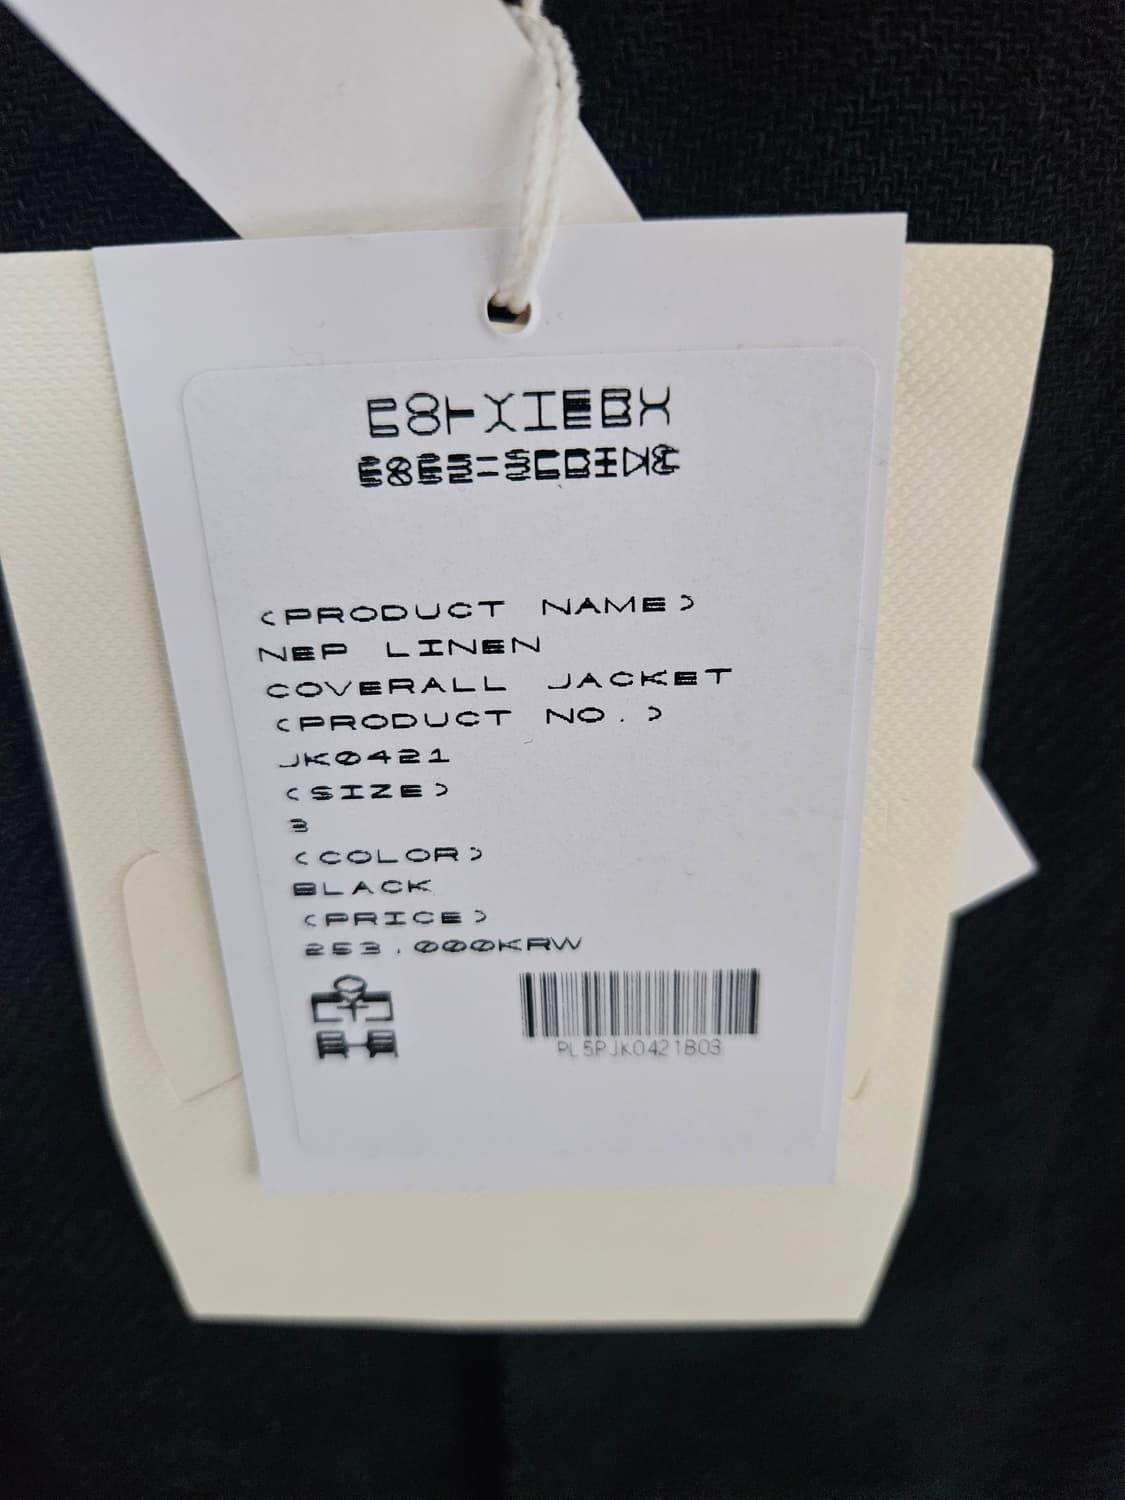 (PRODUCT NAME)
NEP LINEN
COVERALL JACKET
(PRODUCT NO.)
JK0421
(SIZE)
3
(COLOR)
BLACK
(PRICE)
253.000KRW
PL5PJK0421B03